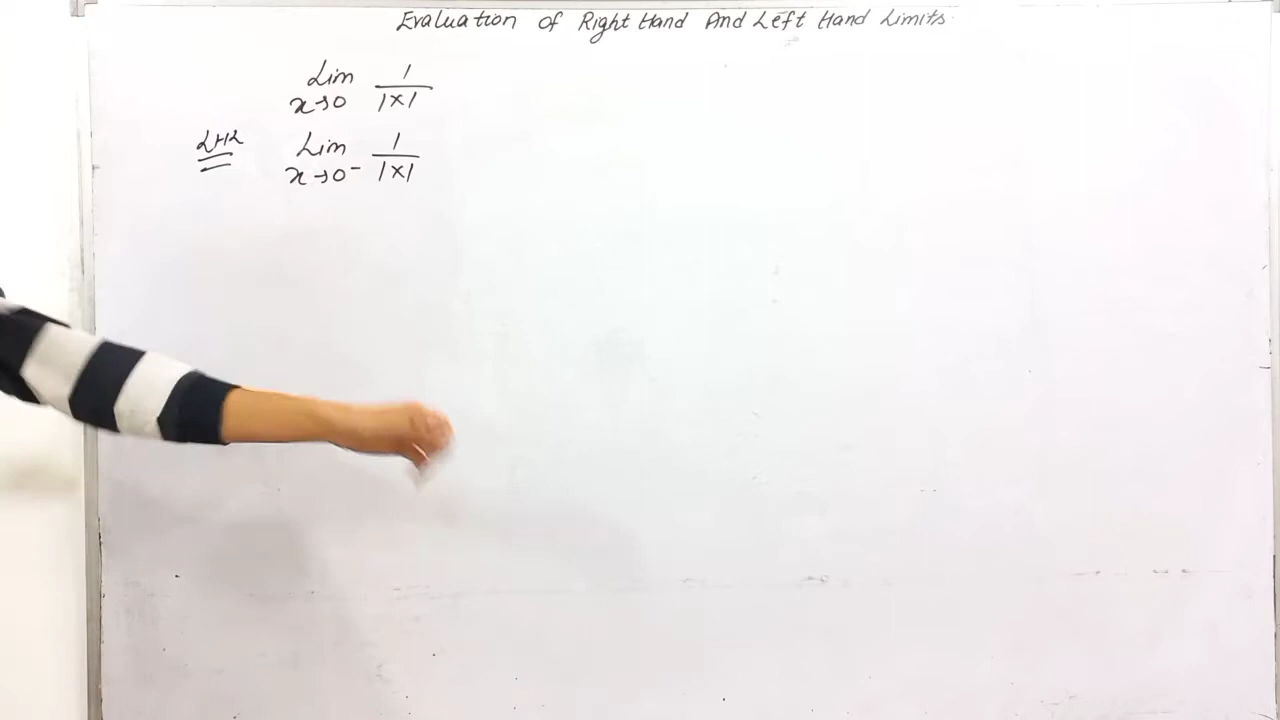 Evaluation of Right Hand And Left Hand Limits.
Lim 1
x→0 |x|
LHL Lim 1
x→0⁻ |x|